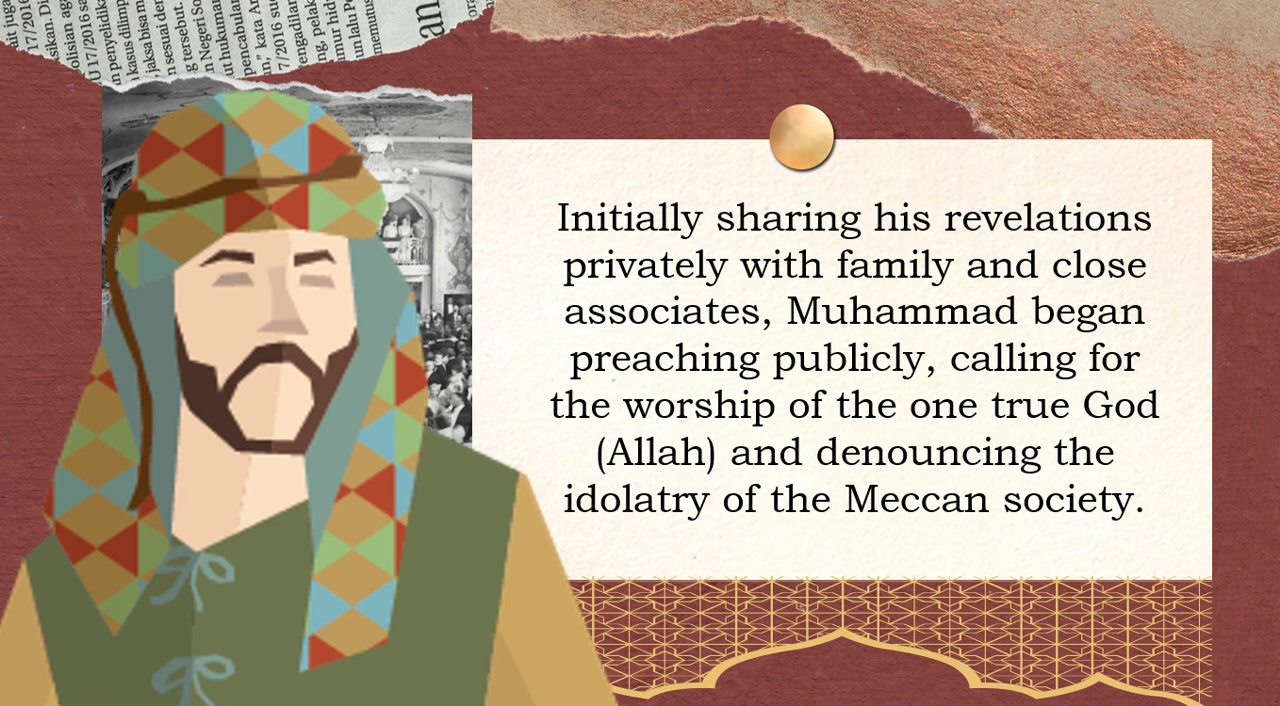 Initially sharing his revelations
privately with family and close
associates, Muhammad began
preaching publicly, calling for
the worship of the one true God
(Allah) and denouncing the
idolatry of the Meccan society.